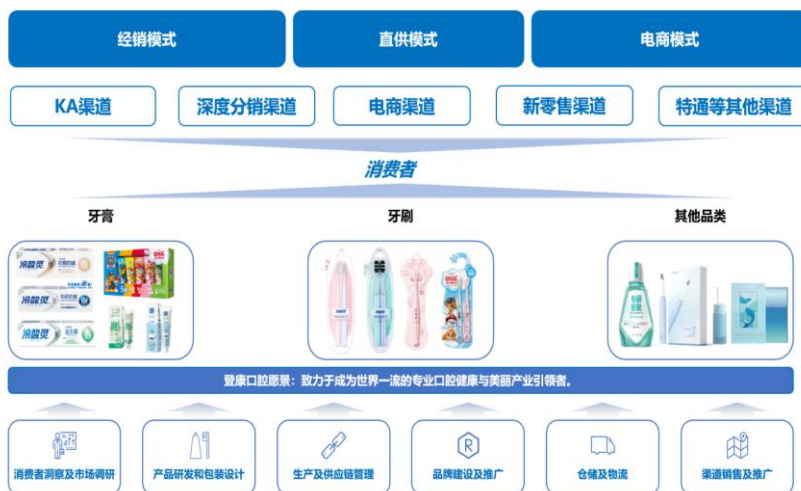 经销模式
直供模式
电商模式
KA渠道
深度分销渠道
电商渠道
新零售渠道
特通等其他渠道
消费者
牙膏
牙刷
其他品类
冷酸灵
冷酸灵
冷酸灵
登康口腔愿景：致力于成为世界一流的专业口腔健康与美丽产业引领者。
消费者洞察及市场调研
产品研发和包装设计
生产及供应链管理
R
品牌建设及推广
仓储及物流
渠道销售及推广